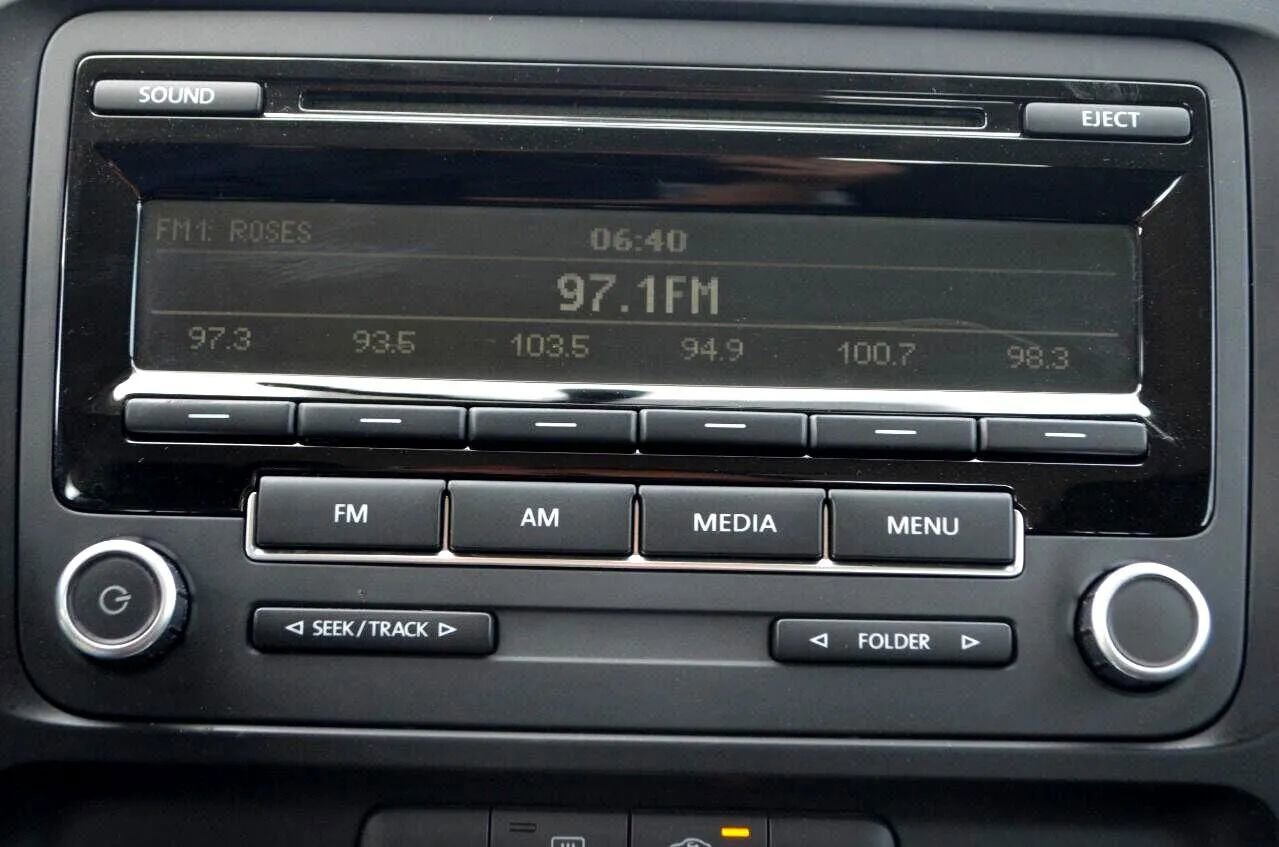 SOUND
EJECT
FM1: ROSES
06:40
97.1FM
97.3 93.5 103.5 94.9 100.7 98.3
FM AM MEDIA MENU
SEEK/TRACK FOLDER